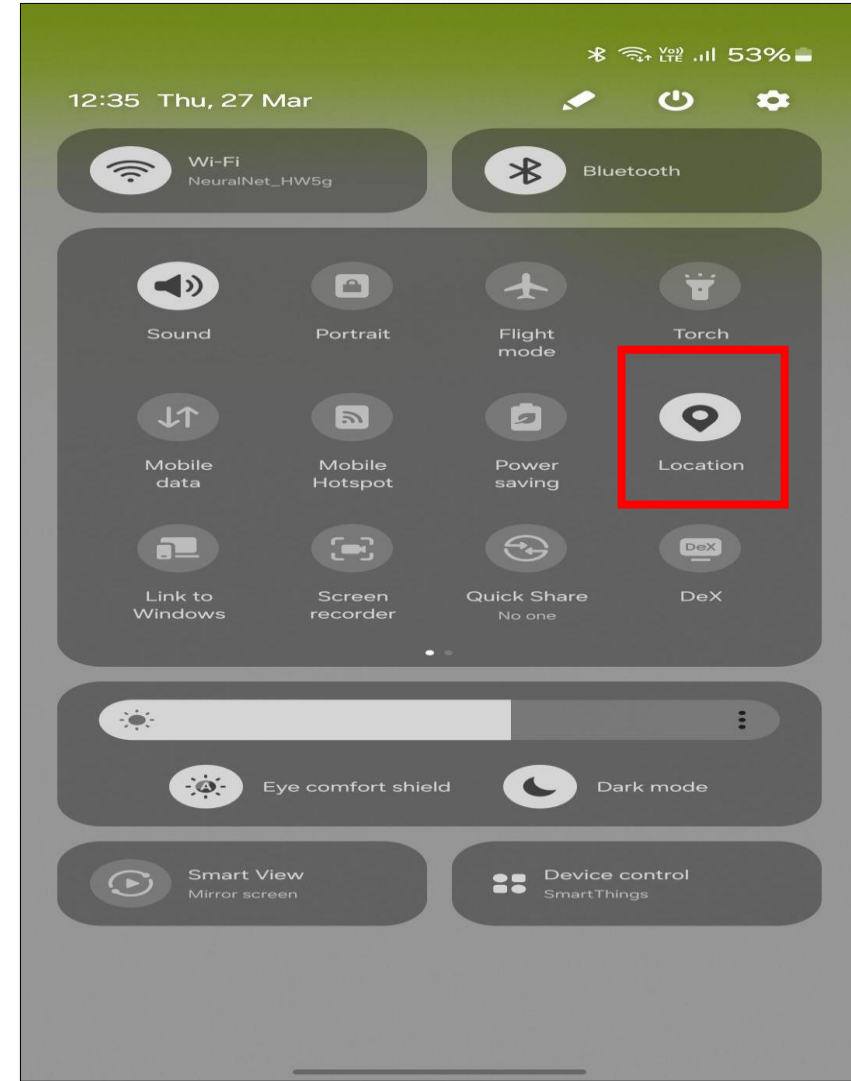 Vo)) LTE 53%
12:35 Thu, 27 Mar
Wi-Fi
NeuralNet_HW5g
Bluetooth
Sound
Portrait
Flight
mode
Torch
Mobile
data
Mobile
Hotspot
Power
saving
Location
Link to
Windows
Screen
recorder
Quick Share
No one
DeX
DeX
A
Eye comfort shield
Dark mode
Smart View
Mirror screen
Device control
SmartThings